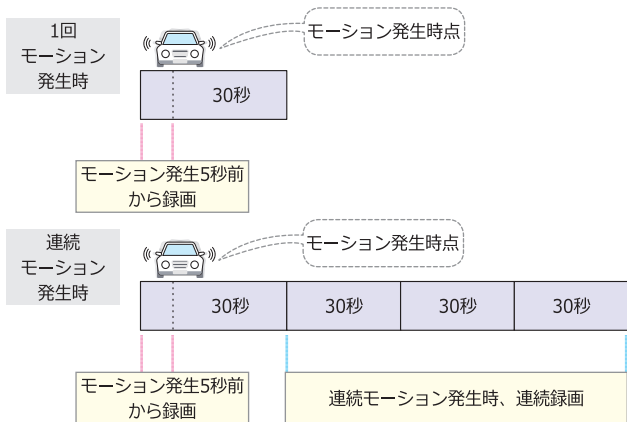 1回
モーション
発生時
モーション発生時点
30秒
モーション発生5秒前
から録画
連続
モーション
発生時
モーション発生時点
30秒 30秒 30秒 30秒
モーション発生5秒前
から録画
連続モーション発生時、連続録画